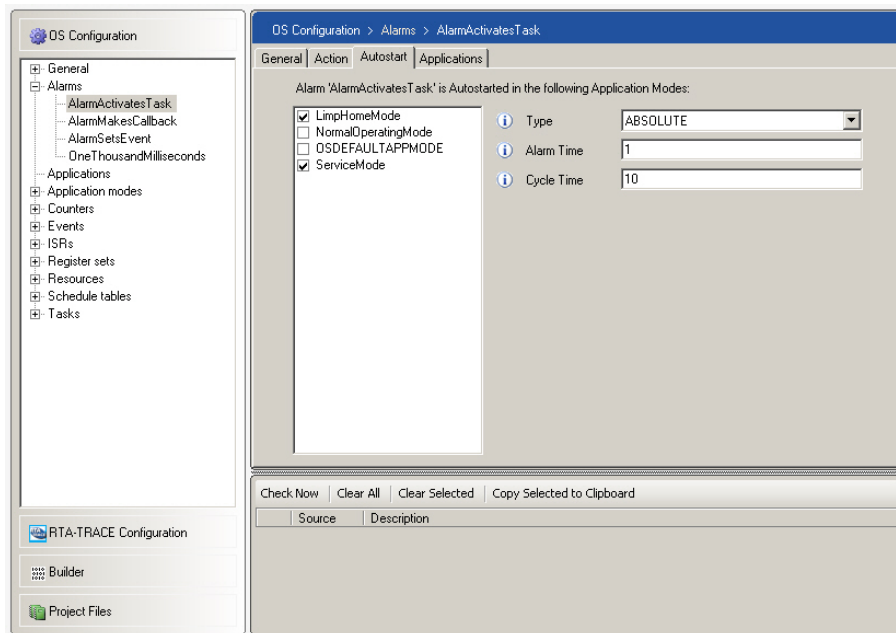 OS Configuration
General
Alarms
AlarmActivatesTask
AlarmMakesCallback
AlarmSetsEvent
OneThousandMilliseconds
Applications
Application modes
Counters
Events
ISRs
Register sets
Resources
Schedule tables
Tasks
RTA-TRACE Configuration
Builder
Project Files
OS Configuration > Alarms > AlarmActivatesTask
General Action Autostart Applications
Alarm 'AlarmActivatesTask' is Autostarted in the following Application Modes:
LimpHomeMode
NormalOperatingMode
OSDEFAULTAPPMODE
ServiceMode
Type ABSOLUTE
Alarm Time 1
Cycle Time 10
Check Now Clear All Clear Selected Copy Selected to Clipboard
Source Description